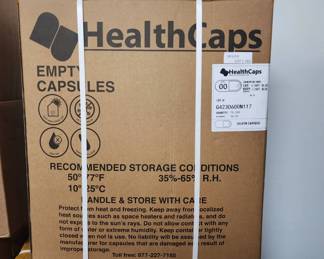 HealthCaps
EMPTY
CAPSULES
HealthCaps
00
RECOMMENDED STORAGE CONDITIONS
50°-77°F 35%-65% R.H.
10°-25°C
HANDLE & STORE WITH CARE
Protect from heat and freezing. Keep away from localized
heat sources such as space heaters and radiators, and do
not expose to the sun's rays. Do not allow contact with any
form of water or extreme humidity. Keep container tightly
closed when not in use. No liability will be assumed by the
manufacturer for capsules that are damaged as a result of
improper storage.
Toll free: 877-227-7168